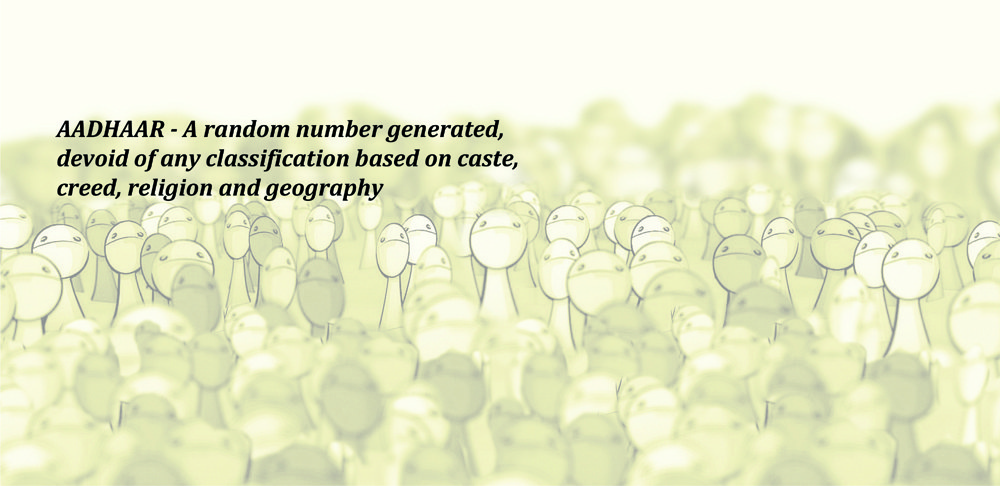 AADHAAR - A random number generated,
devoid of any classification based on caste,
creed, religion and geography